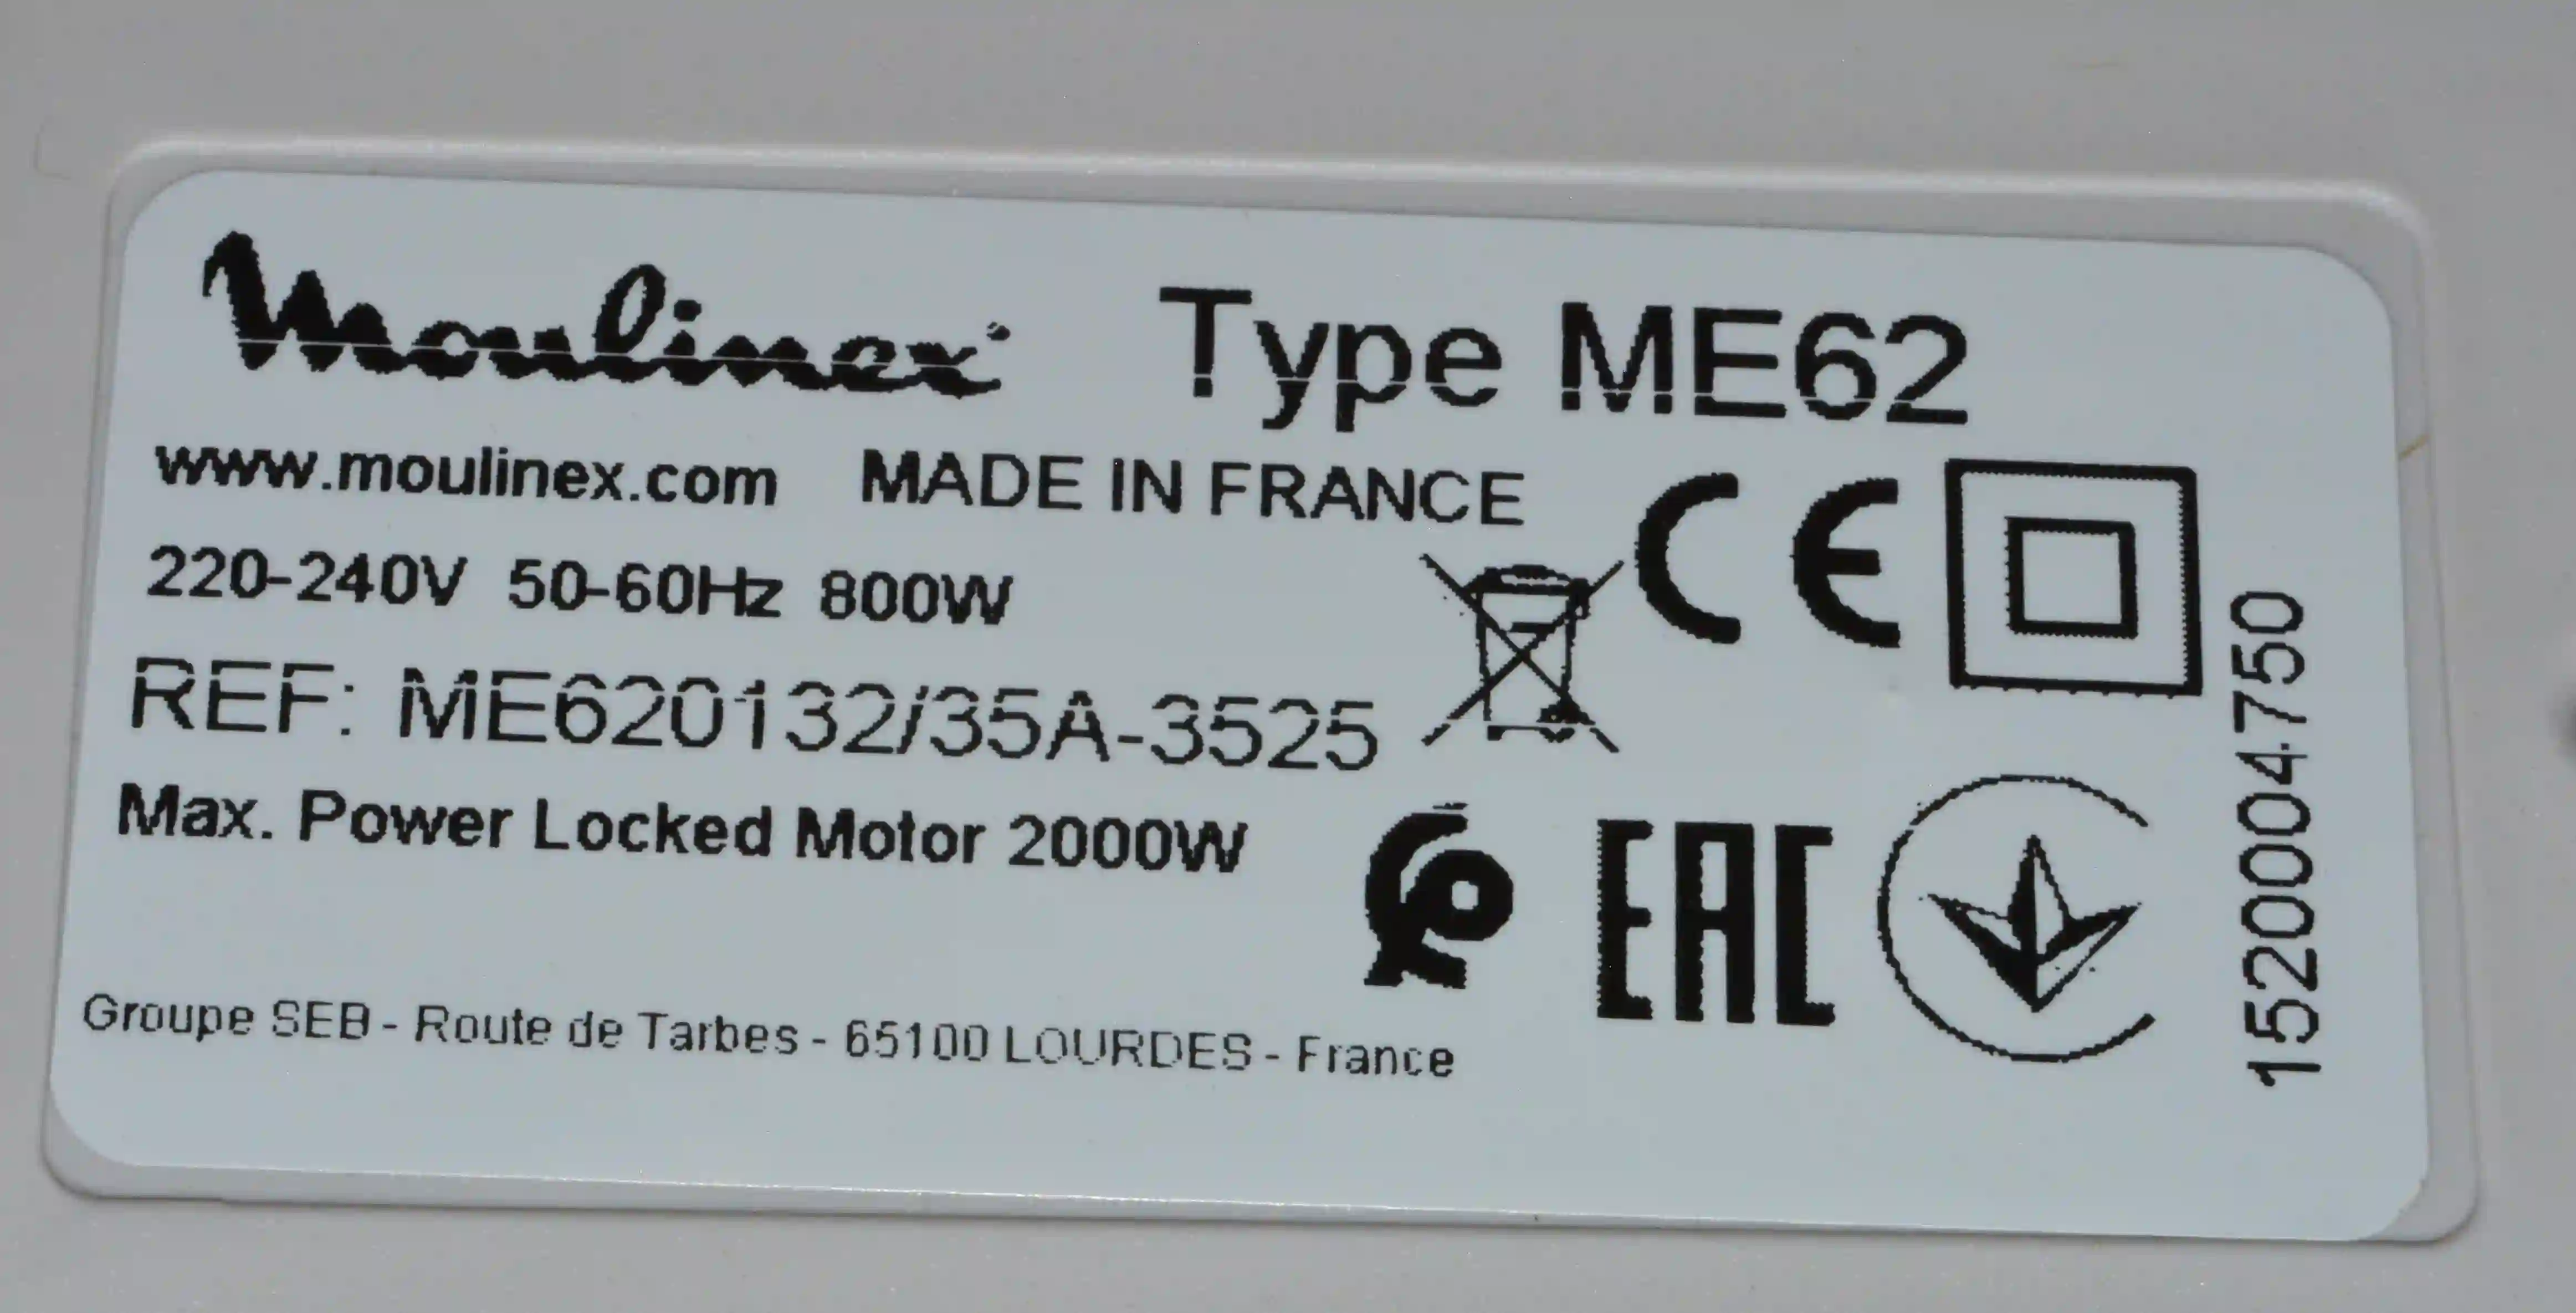 Moulinex Type ME62
www.moulinex.com MADE IN FRANCE
CE
220-240V 50-60Hz 800W
REF: ME620132/35A-3525
Max. Power Locked Motor 2000W
EAC
Groupe SEB - Route de Tarbes - 65100 LOURDES - France
1520004750